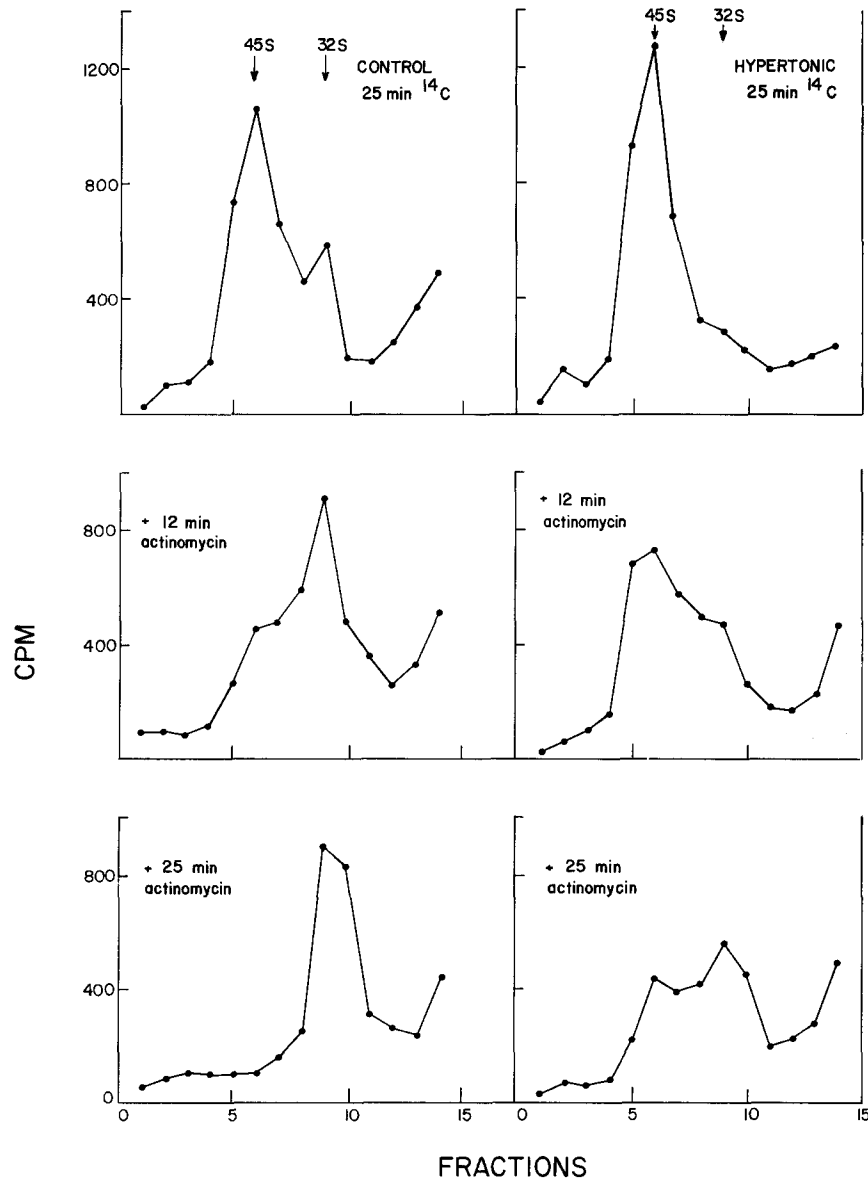 45S 32S
CONTROL
25 min ¹⁴C
1200
800
400
45S 32S
HYPERTONIC
25 min ¹⁴C
+ 12 min
actinomycin
800
400
+ 12 min
actinomycin
CPM
+ 25 min
actinomycin
800
400
0
0 5 10 15
+ 25 min
actinomycin
0 5 10 15
FRACTIONS